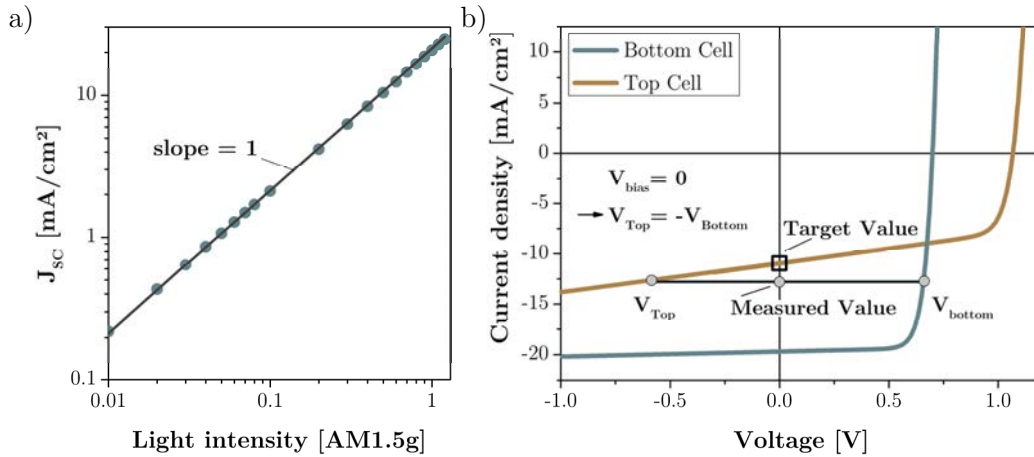 a)
10
1
0.1
J_SC [mA/cm²]
slope = 1
0.01
0.1
1
Light intensity [AM1.5g]
b)
10
5
0
-5
-10
-15
-20
Current density [mA/cm²]
Bottom Cell
Top Cell
V_bias = 0
→ V_Top = -V_Bottom
Target Value
Measured Value
V_Top
V_bottom
-1.0
-0.5
0.0
0.5
1.0
Voltage [V]